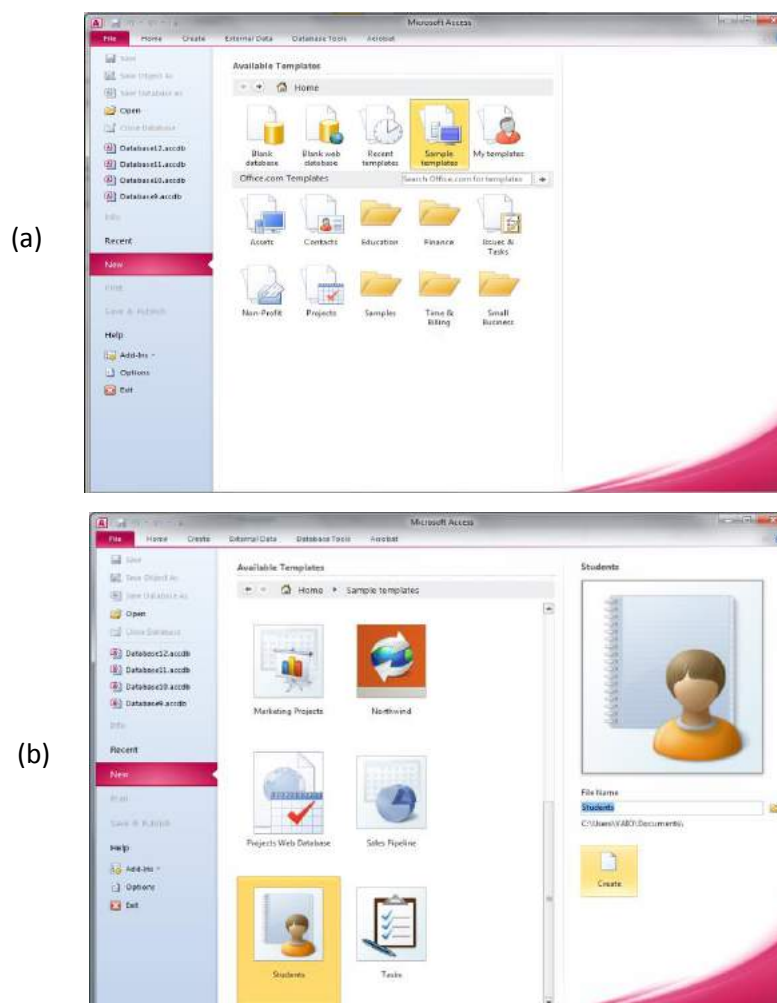 (a)
Microsoft Access
File Home Create External Data Database Tools Acrobat
Save
Save Object As
Save Database As
Open
Close Database
Database12.accdb
Database11.accdb
Database10.accdb
Database9.accdb
Info
Recent
New
Print
Save & Publish
Help
Add-Ins
Options
Exit
Available Templates
Home
Blank database
Blank web database
Recent templates
Sample templates
My templates
Office.com Templates
Search Office.com for templates
Assets
Contacts
Education
Finance
Issues & Tasks
Non-Profit
Projects
Samples
Time & Billing
Small Business
(b)
Microsoft Access
File Home Create External Data Database Tools Acrobat
Save
Save Object As
Save Database As
Open
Close Database
Database12.accdb
Database11.accdb
Database10.accdb
Database9.accdb
Info
Recent
New
Print
Save & Publish
Help
Add-Ins
Options
Exit
Available Templates
Home Sample templates
Marketing Projects
Northwind
Projects Web Database
Sales Pipeline
Students
Tasks
Students
File Name
Students
Create